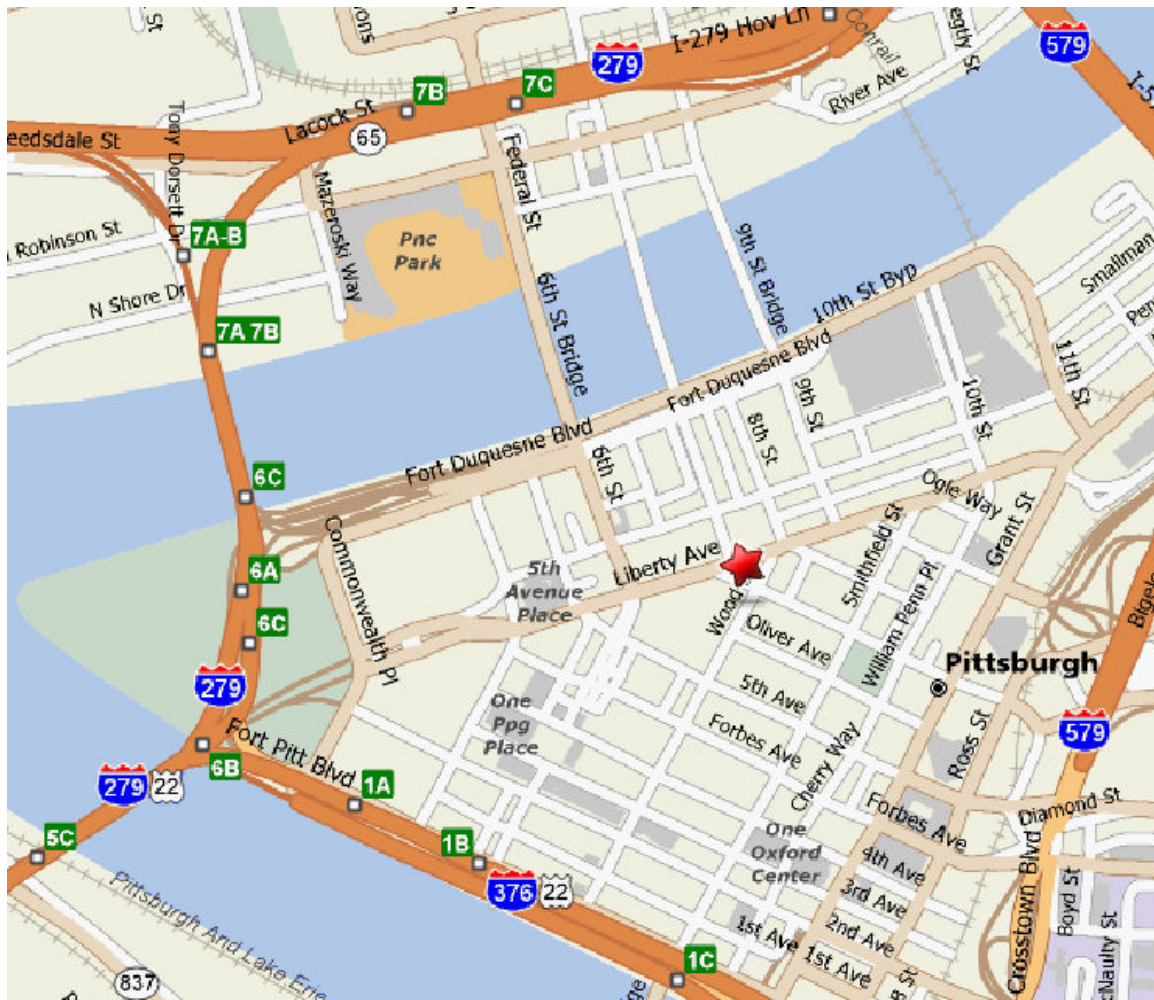 I-279 Hov Ln
279
579
Conrail
7B
7C
River Ave
Lacock St
65
eedsdale St
Tony Dorsett Dr
Mazeroski Way
Federal St
Robinson St
7A-B
Pnc
Park
9th St Bridge
Smallman
N Shore Dr
6th St Bridge
10th St Byp
7A 7B
Fort Duquesne Blvd
11th St
9th St
10th St
8th St
Fort Duquesne Blvd
6th St
6C
Ogle Way
Commonwealth Pl
Grant St
Smithfield St
Liberty Ave
5th
Avenue
Place
6A
William Penn Pl
Wood
6C
Oliver Ave
Pittsburgh
279
5th Ave
One
Ppg
Place
Forbes Ave
579
Ross St
Fort Pitt Blvd
6B
Cherry Way
279
22
1A
Diamond St
Forbes Ave
5C
1B
One
Oxford
Center
4th Ave
Crosstown Blvd
376
22
3rd Ave
Boyd St
Pittsburgh And Lake Erie
2nd Ave
1st Ave
1st Ave
Naulty St
1C
837